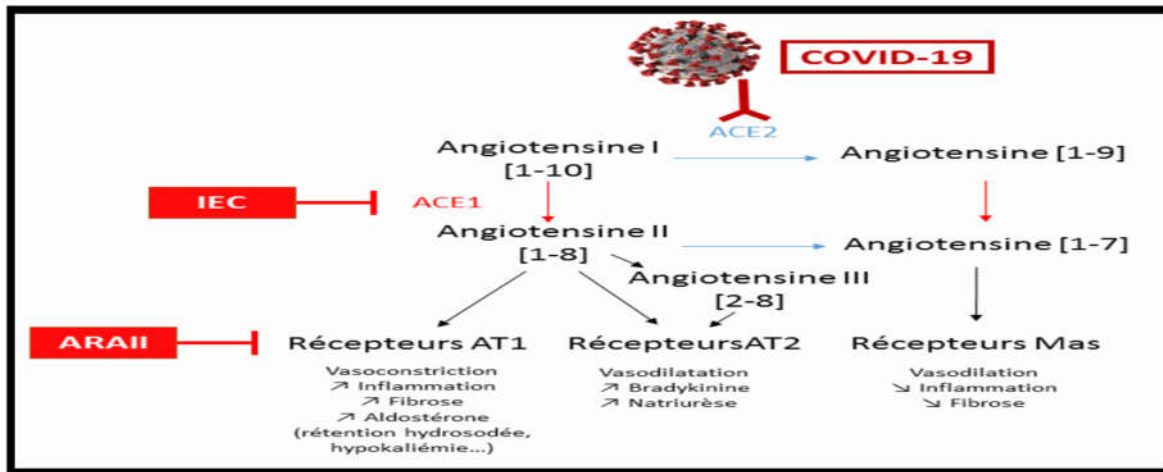 COVID-19
ACE2
Angiotensine I
[1-10]
Angiotensine [1-9]
IEC
ACE1
Angiotensine II
[1-8]
Angiotensine [1-7]
Angiotensine III
[2-8]
ARAII
Récepteurs AT1
Vasoconstriction
↗ Inflammation
↗ Fibrose
↗ Aldostérone
(rétention hydrosodée,
hypokaliémie...)
RécepteursAT2
Vasodilatation
↗ Bradykinine
↗ Natriurèse
Récepteurs Mas
Vasodilation
↘ Inflammation
↘ Fibrose